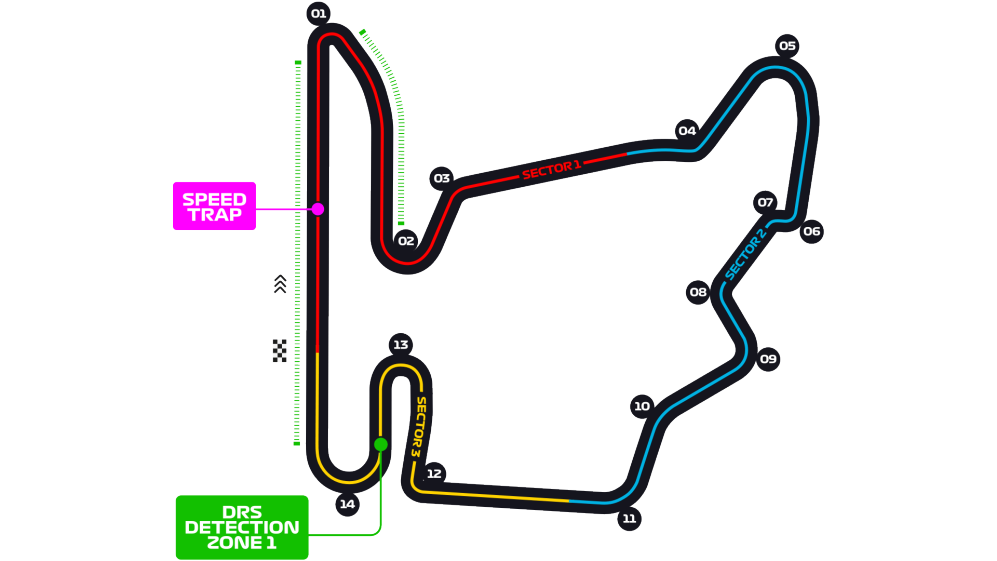 01
05
04
03
SECTOR 1
SPEED
TRAP
07
02
06
SECTOR 2
08
13
09
10
SECTOR 3
12
14
11
DRS
DETECTION
ZONE 1